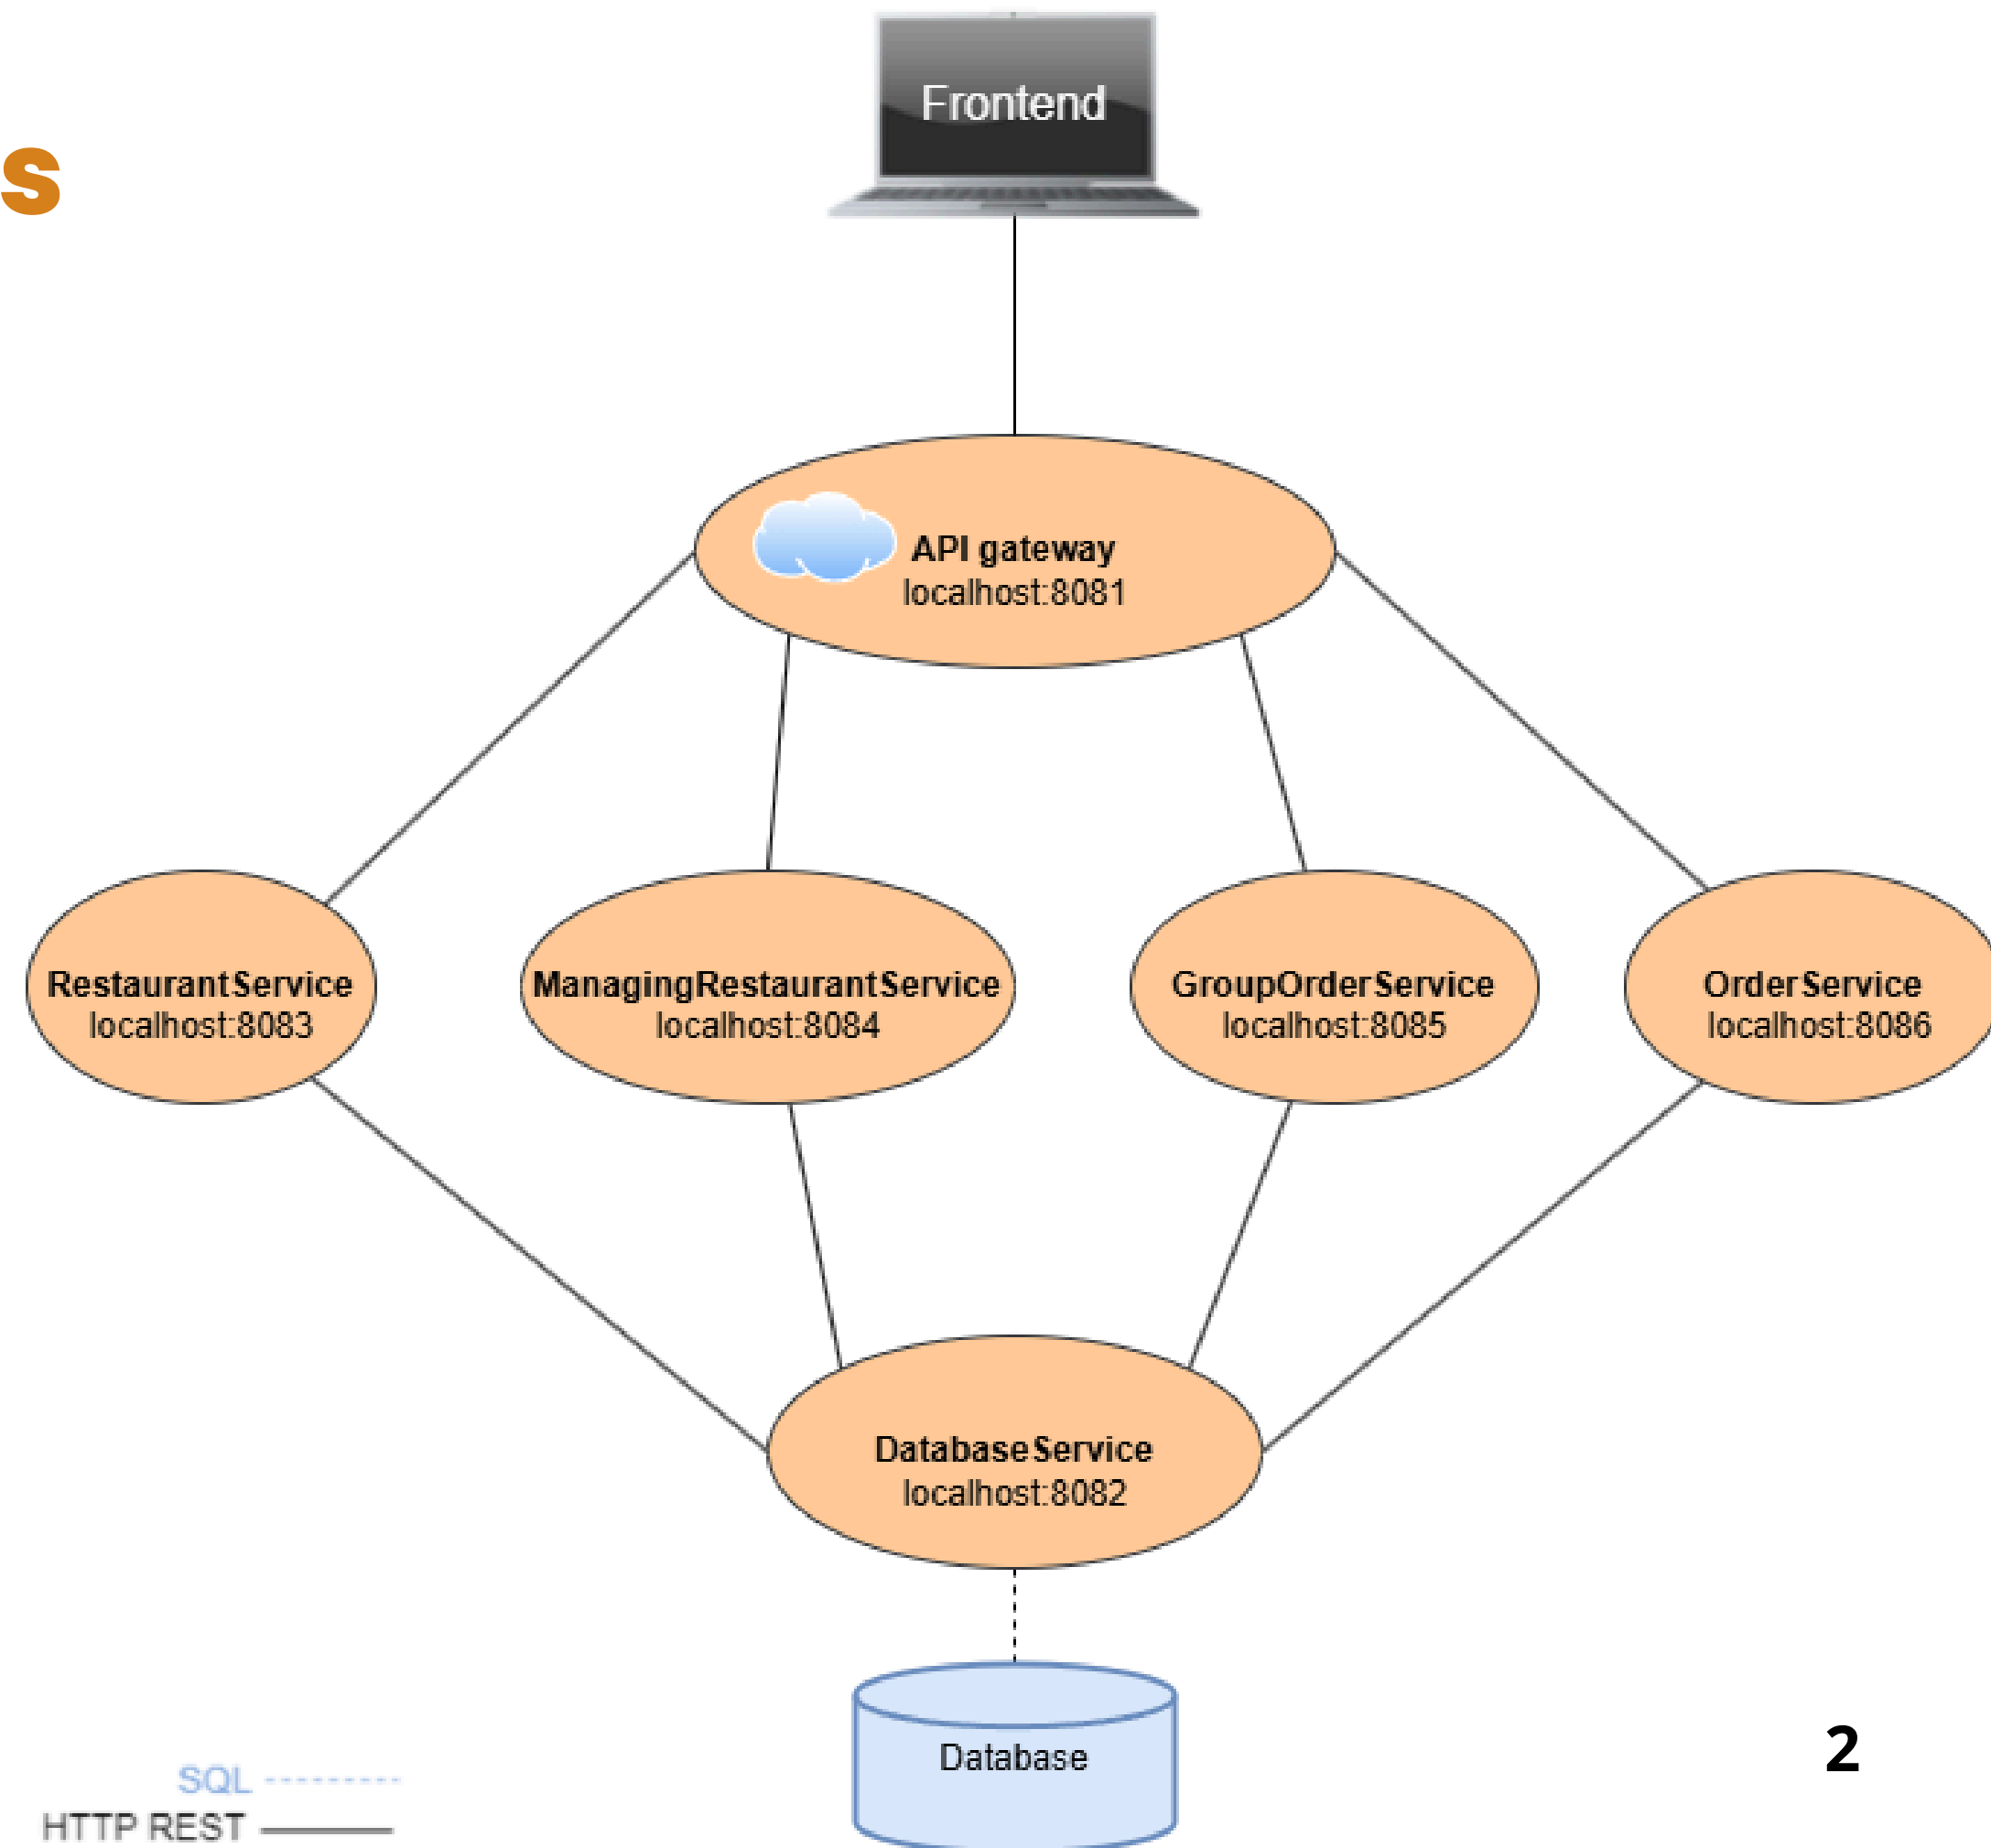 s
Frontend
API gateway
localhost:8081
RestaurantService
localhost:8083
ManagingRestaurantService
localhost:8084
GroupOrderService
localhost:8085
OrderService
localhost:8086
DatabaseService
localhost:8082
Database
2
SQL
HTTP REST